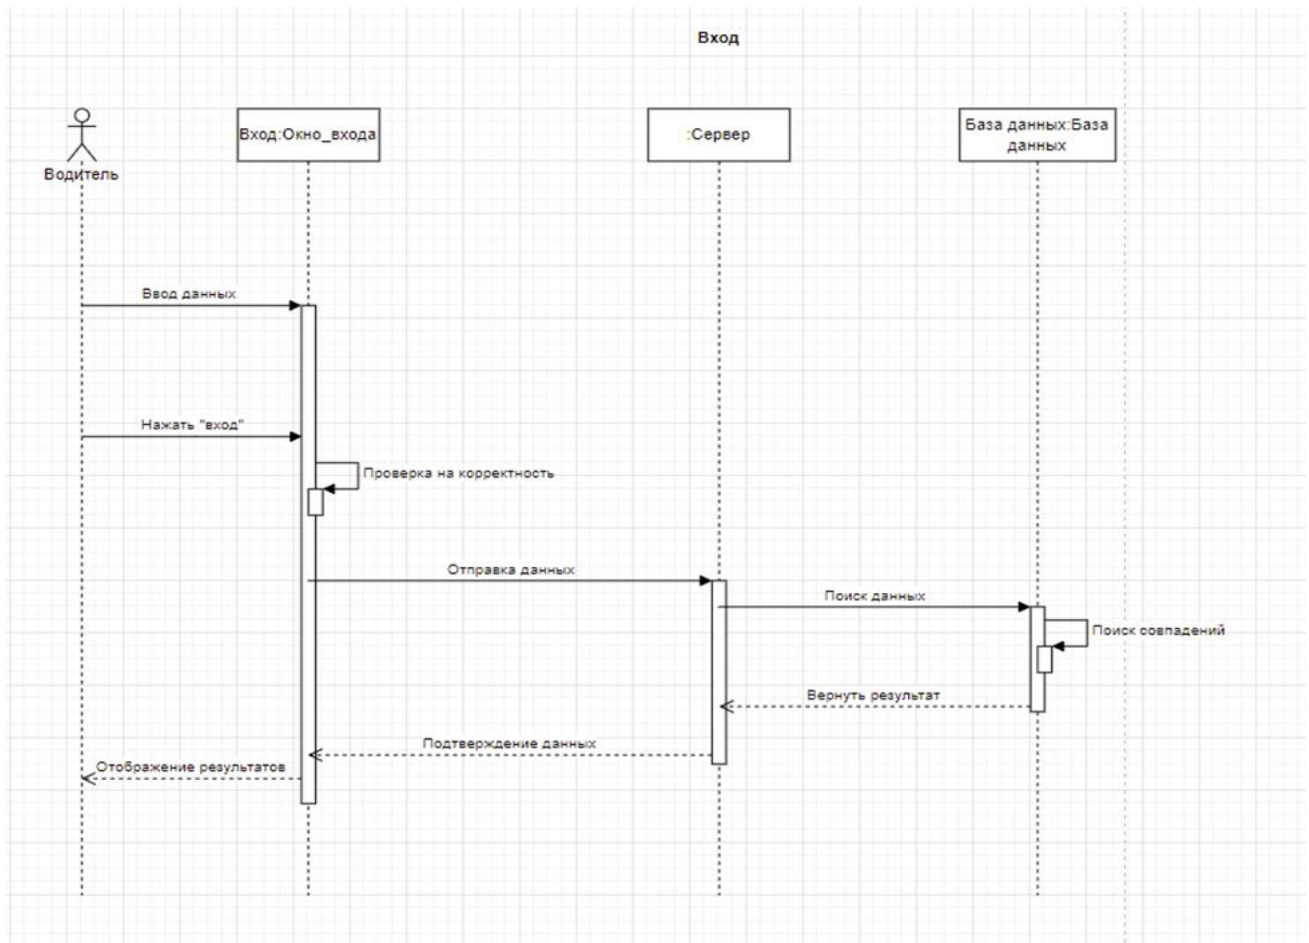 Вход
Вход:Окно_входа
:Сервер
База данных:База
данных
Водитель
Ввод данных
Нажать "вход"
Проверка на корректность
Отправка данных
Поиск данных
Поиск совпадений
Вернуть результат
Подтверждение данных
Отображение результатов